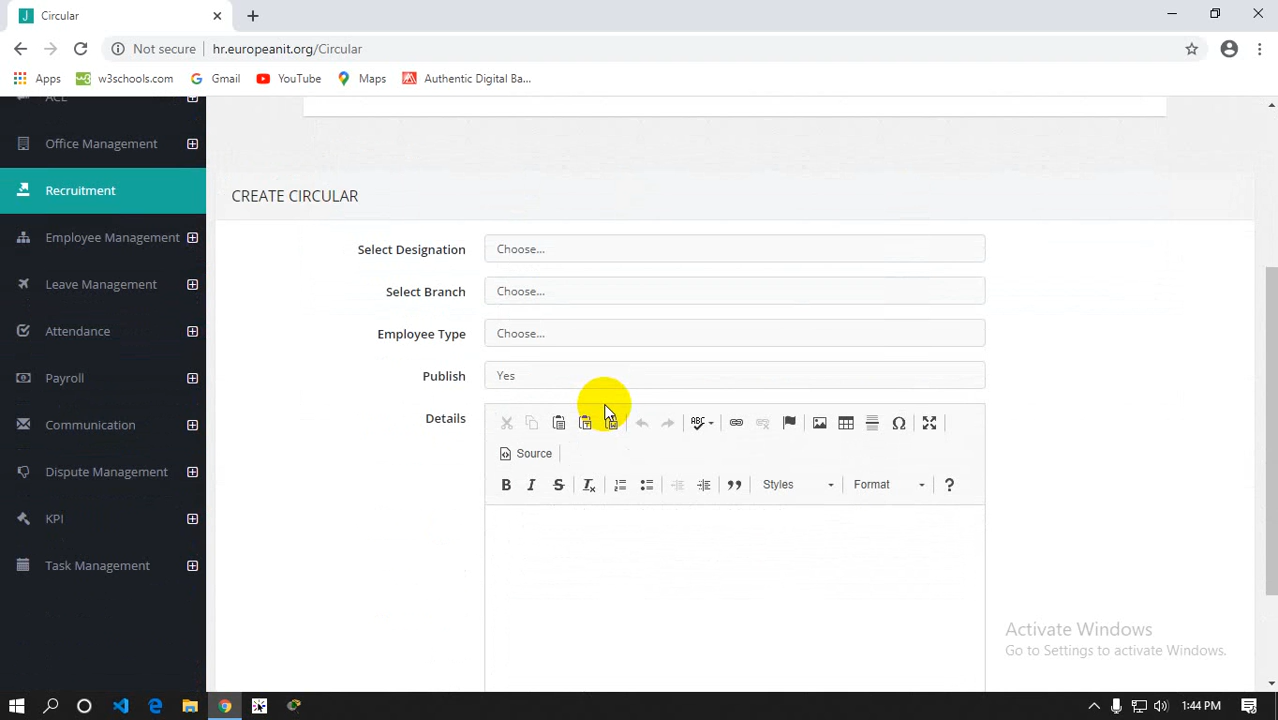 Circular
Not secure
hr.europeanit.org/Circular
Apps
w3schools.com
Gmail
YouTube
Maps
Authentic Digital Ba...
ACL
Office Management
Recruitment
Employee Management
Leave Management
Attendance
Payroll
Communication
Dispute Management
KPI
Task Management
CREATE CIRCULAR
Select Designation
Choose...
Select Branch
Choose...
Employee Type
Choose...
Publish
Yes
Details
ABC
Source
B I S
Styles
Format
?
Activate Windows
Go to Settings to activate Windows.
1:44 PM